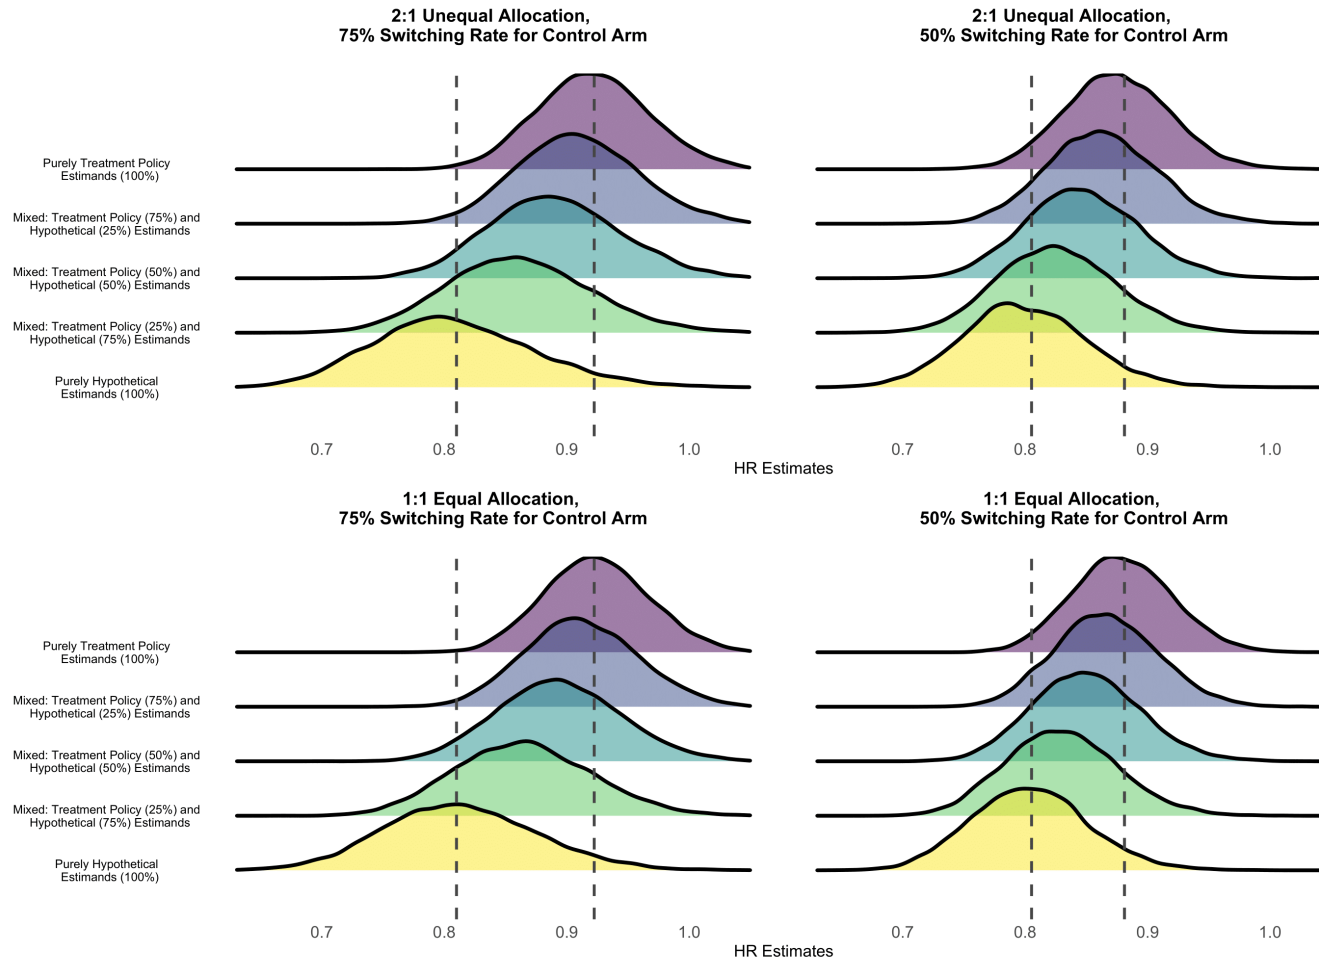 2:1 Unequal Allocation,
75% Switching Rate for Control Arm
2:1 Unequal Allocation,
50% Switching Rate for Control Arm
Purely Treatment Policy
Estimands (100%)
Mixed: Treatment Policy (75%) and
Hypothetical (25%) Estimands
Mixed: Treatment Policy (50%) and
Hypothetical (50%) Estimands
Mixed: Treatment Policy (25%) and
Hypothetical (75%) Estimands
Purely Hypothetical
Estimands (100%)
0.7 0.8 0.9 1.0
0.7 0.8 0.9 1.0
HR Estimates
1:1 Equal Allocation,
75% Switching Rate for Control Arm
1:1 Equal Allocation,
50% Switching Rate for Control Arm
Purely Treatment Policy
Estimands (100%)
Mixed: Treatment Policy (75%) and
Hypothetical (25%) Estimands
Mixed: Treatment Policy (50%) and
Hypothetical (50%) Estimands
Mixed: Treatment Policy (25%) and
Hypothetical (75%) Estimands
Purely Hypothetical
Estimands (100%)
0.7 0.8 0.9 1.0
0.7 0.8 0.9 1.0
HR Estimates